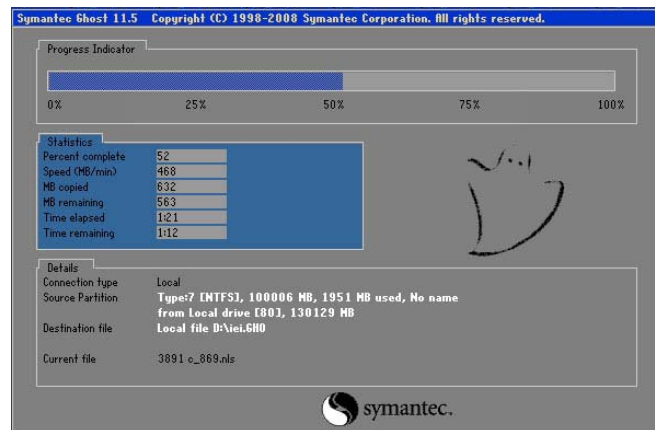 Symantec Ghost 11.5 Copyright (C) 1998-2008 Symantec Corporation. All rights reserved.
Progress Indicator
0% 25% 50% 75% 100%
Statistics
Percent complete 52
Speed (MB/min) 468
MB copied 632
MB remaining 563
Time elapsed 1:21
Time remaining 1:12
Details
Connection type Local
Source Partition Type:7 [NTFS], 100006 MB, 1951 MB used, No name
from Local drive [80], 130129 MB
Destination file Local file D:\iei.GHO
Current file 3891 c_869.nls
symantec.